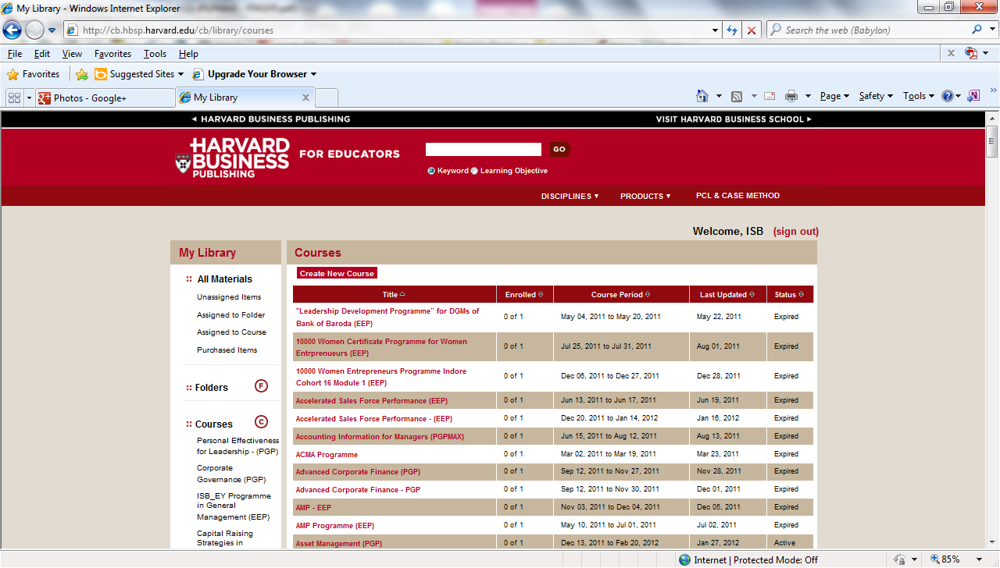 My Library - Windows Internet Explorer
http://cb.hbsp.harvard.edu/cb/library/courses
Search the web (Babylon)
File Edit View Favorites Tools Help
Favorites Suggested Sites Upgrade Your Browser
Photos - Google+ My Library Page Safety Tools
HARVARD BUSINESS PUBLISHING VISIT HARVARD BUSINESS SCHOOL
HARVARD
BUSINESS
PUBLISHING
FOR EDUCATORS
GO
Keyword Learning Objective
DISCIPLINES PRODUCTS PCL & CASE METHOD
Welcome, ISB (sign out)
My Library
All Materials
Unassigned Items
Assigned to Folder
Assigned to Course
Purchased Items
Folders F
Courses C
Personal Effectiveness
for Leadership - (PGP)
Corporate
Governance (PGP)
ISB_EY Programme
in General
Management (EEP)
Capital Raising
Strategies in
Courses
Create New Course
Title Enrolled Course Period Last Updated Status
"Leadership Development Programme" for DGMs of
Bank of Baroda (EEP) 0 of 1 May 04, 2011 to May 20, 2011 May 22, 2011 Expired
10000 Women Certificate Programme for Women
Entrprenueurs (EEP) 0 of 1 Jul 25, 2011 to Jul 31, 2011 Aug 01, 2011 Expired
10000 Women Entrepreneurs Programme Indore
Cohort 16 Module 1 (EEP) 0 of 1 Dec 06, 2011 to Dec 27, 2011 Dec 28, 2011 Expired
Accelerated Sales Force Performance (EEP) 0 of 1 Jun 13, 2011 to Jun 17, 2011 Jun 19, 2011 Expired
Accelerated Sales Force Performance - (EEP) 0 of 1 Dec 20, 2011 to Jan 14, 2012 Jan 16, 2012 Expired
Accounting Information for Managers (PGPMAX) 0 of 1 Jun 15, 2011 to Aug 12, 2011 Aug 13, 2011 Expired
ACMA Programme 0 of 1 Mar 02, 2011 to Mar 19, 2011 Mar 23, 2011 Expired
Advanced Corporate Finance (PGP) 0 of 1 Sep 12, 2011 to Nov 27, 2011 Nov 28, 2011 Expired
Advanced Corporate Finance - PGP 0 of 1 Sep 12, 2011 to Nov 30, 2011 Dec 01, 2011 Expired
AMP - EEP 0 of 1 Nov 03, 2011 to Dec 04, 2011 Dec 05, 2011 Expired
AMP Programme (EEP) 0 of 1 May 10, 2011 to Jul 01, 2011 Jul 02, 2011 Expired
Asset Management (PGP) 0 of 1 Dec 13, 2011 to Feb 20, 2012 Jan 27, 2012 Active
Internet | Protected Mode: Off 85%